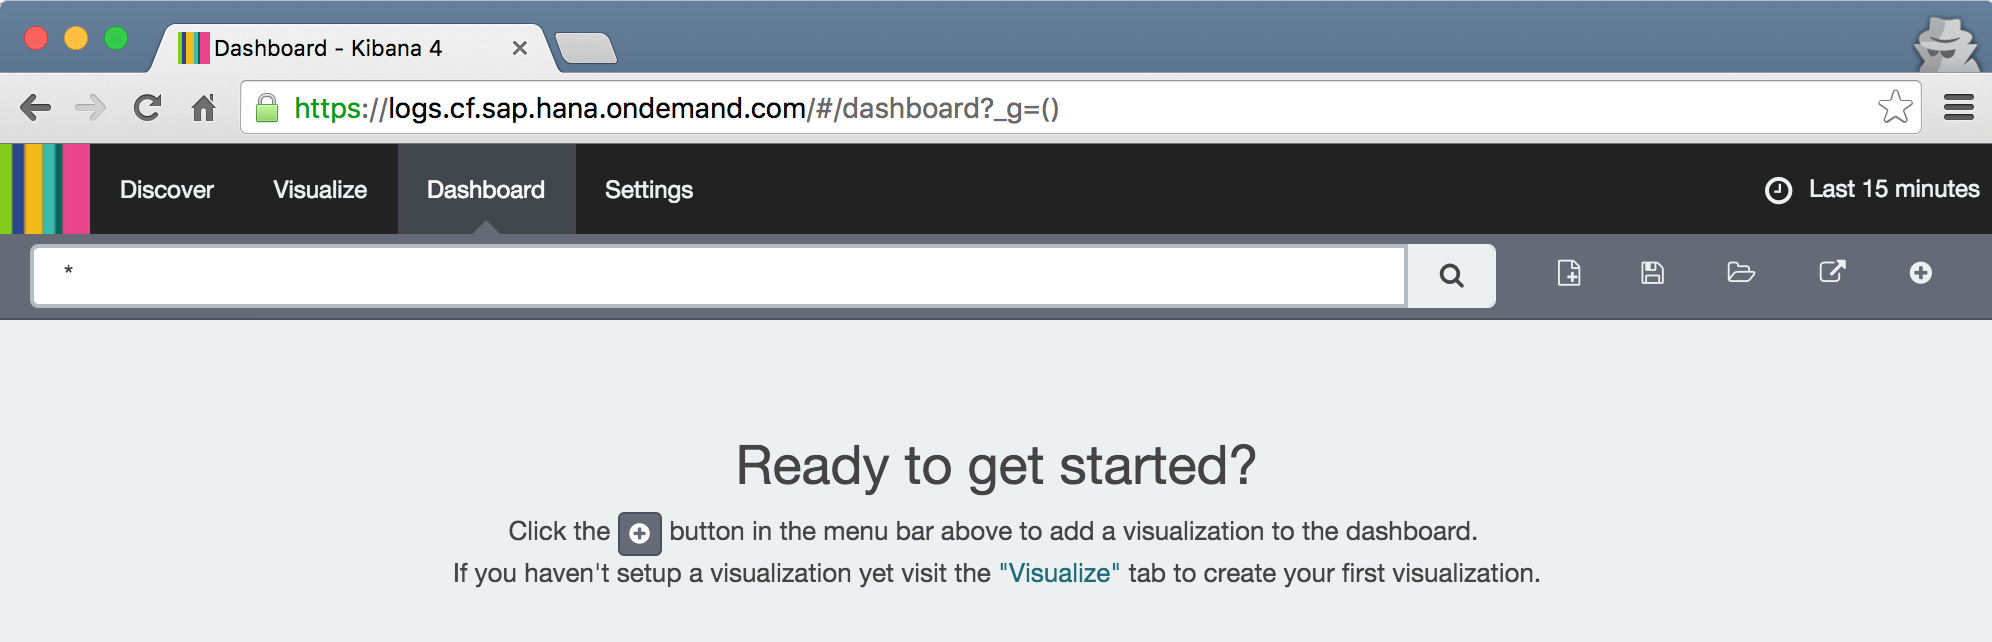 Dashboard - Kibana 4
https://logs.cf.sap.hana.ondemand.com/#/dashboard?_g=()
Discover Visualize Dashboard Settings Last 15 minutes
*
Ready to get started?
Click the button in the menu bar above to add a visualization to the dashboard.
If you haven't setup a visualization yet visit the "Visualize" tab to create your first visualization.